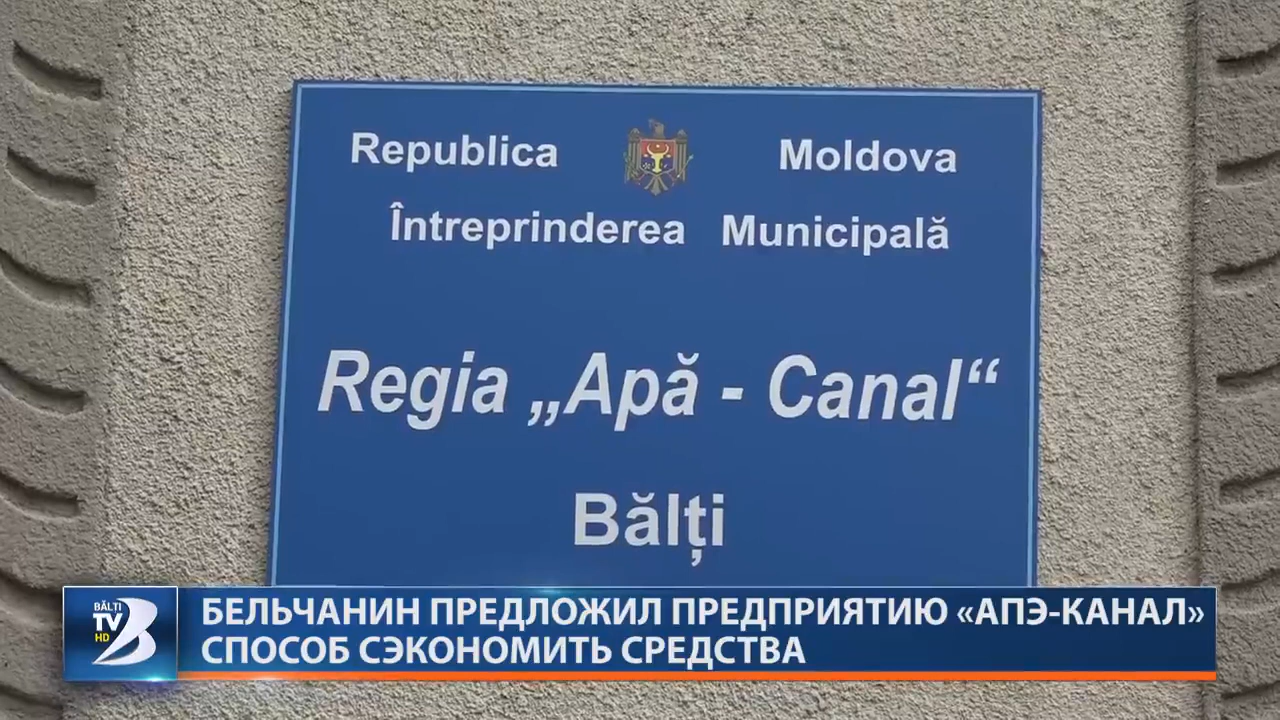 Republica Moldova
Întreprinderea Municipală
Regia „Apă - Canal“
Bălți
BĂLȚI
TV
HD
БЕЛЬЧАНИН ПРЕДЛОЖИЛ ПРЕДПРИЯТИЮ «АПЭ-КАНАЛ»
СПОСОБ СЭКОНОМИТЬ СРЕДСТВА